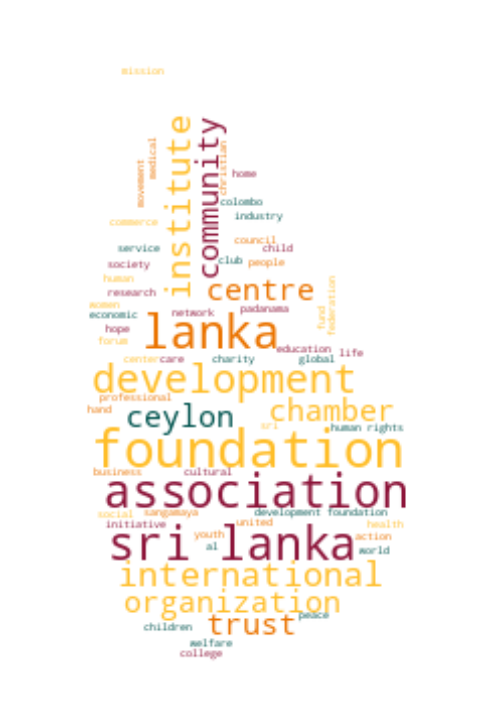 mission
institute
community
medical
movement
christian
home
colombo
commerce
industry
council
service
child
society
club
people
human
research
centre
women
economic
network
padanama
fund
federation
hope
lanka
forum
education
life
center
care
charity
global
development
professional
hand
ceylon
chamber
sri
human rights
foundation
business
cultural
association
social
sangamaya
development foundation
initiative
united
health
sri lanka
youth
action
al
world
international
organization
peace
trust
children
welfare
college